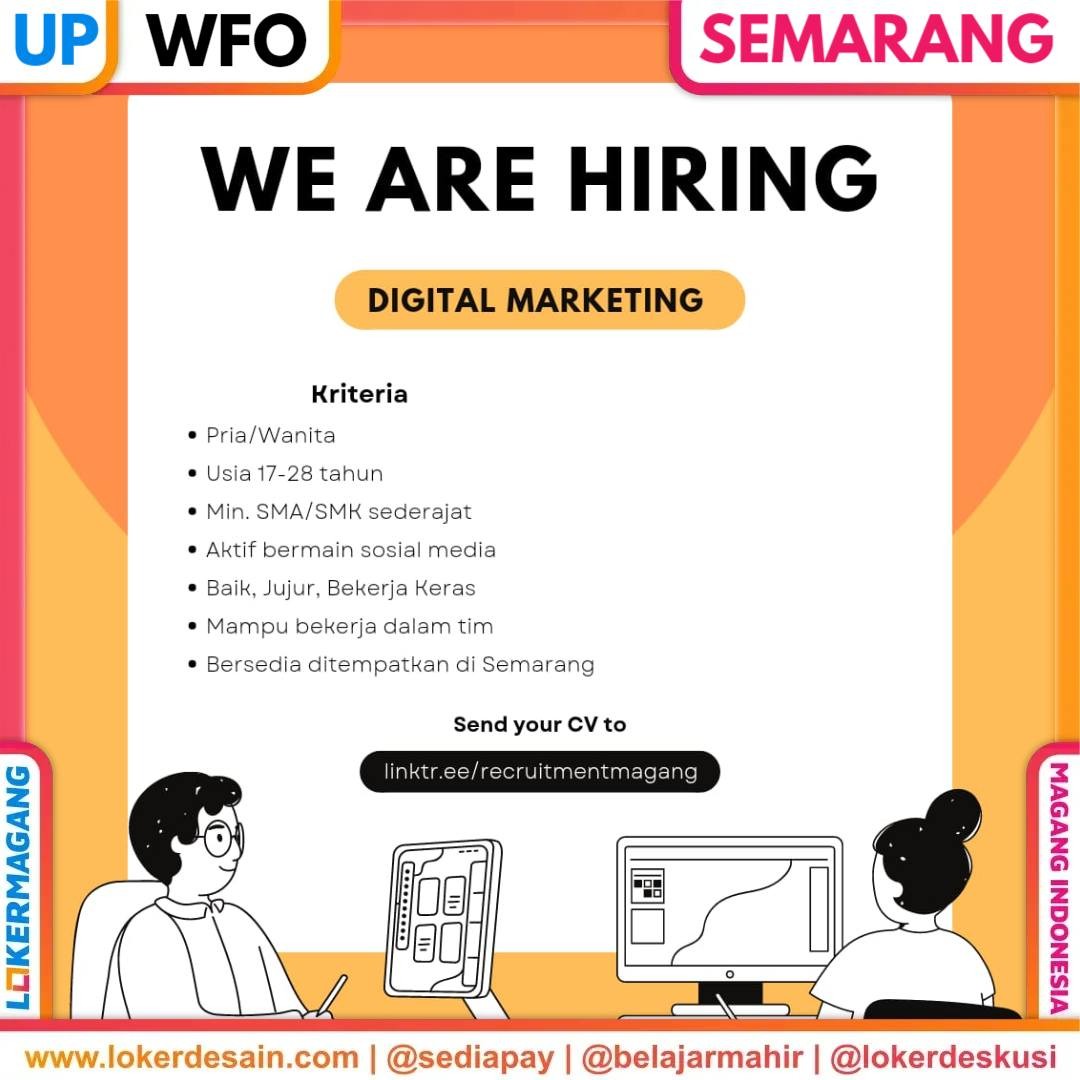 UP
WFO
SEMARANG
WE ARE HIRING
DIGITAL MARKETING
Kriteria
• Pria/Wanita
• Usia 17-28 tahun
• Min. SMA/SMK sederajat
• Aktif bermain sosial media
• Baik, Jujur, Bekerja Keras
• Mampu bekerja dalam tim
• Bersedia ditempatkan di Semarang
Send your CV to
linktr.ee/recruitmentmagang
LOKERMAGANG
MAGANG INDONESIA
www.lokerdesain.com | @sediapay | @belajarmahir | @lokerdeskusi